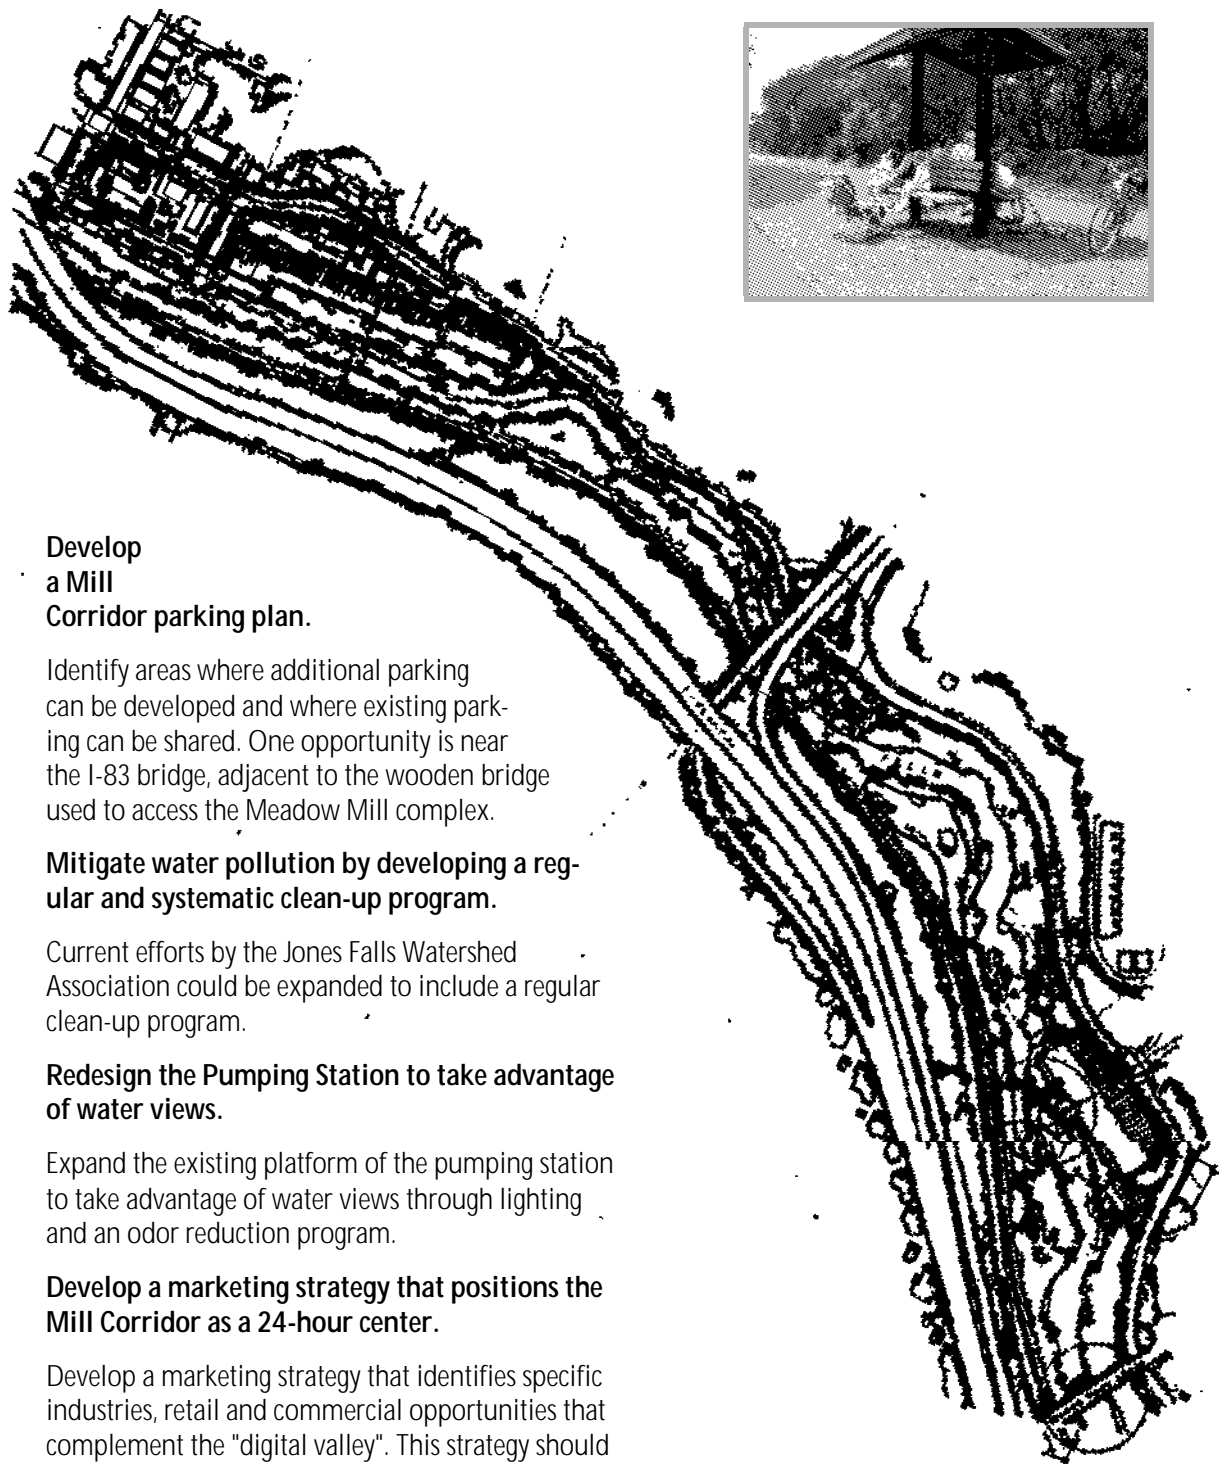 Develop
a Mill
Corridor parking plan.
Identify areas where additional parking
can be developed and where existing park-
ing can be shared. One opportunity is near
the I-83 bridge, adjacent to the wooden bridge
used to access the Meadow Mill complex.
Mitigate water pollution by developing a reg-
ular and systematic clean-up program.
Current efforts by the Jones Falls Watershed
Association could be expanded to include a regular
clean-up program.
Redesign the Pumping Station to take advantage
of water views.
Expand the existing platform of the pumping station
to take advantage of water views through lighting
and an odor reduction program.
Develop a marketing strategy that positions the
Mill Corridor as a 24-hour center.
Develop a marketing strategy that identifies specific
industries, retail and commercial opportunities that
complement the "digital valley". This strategy should